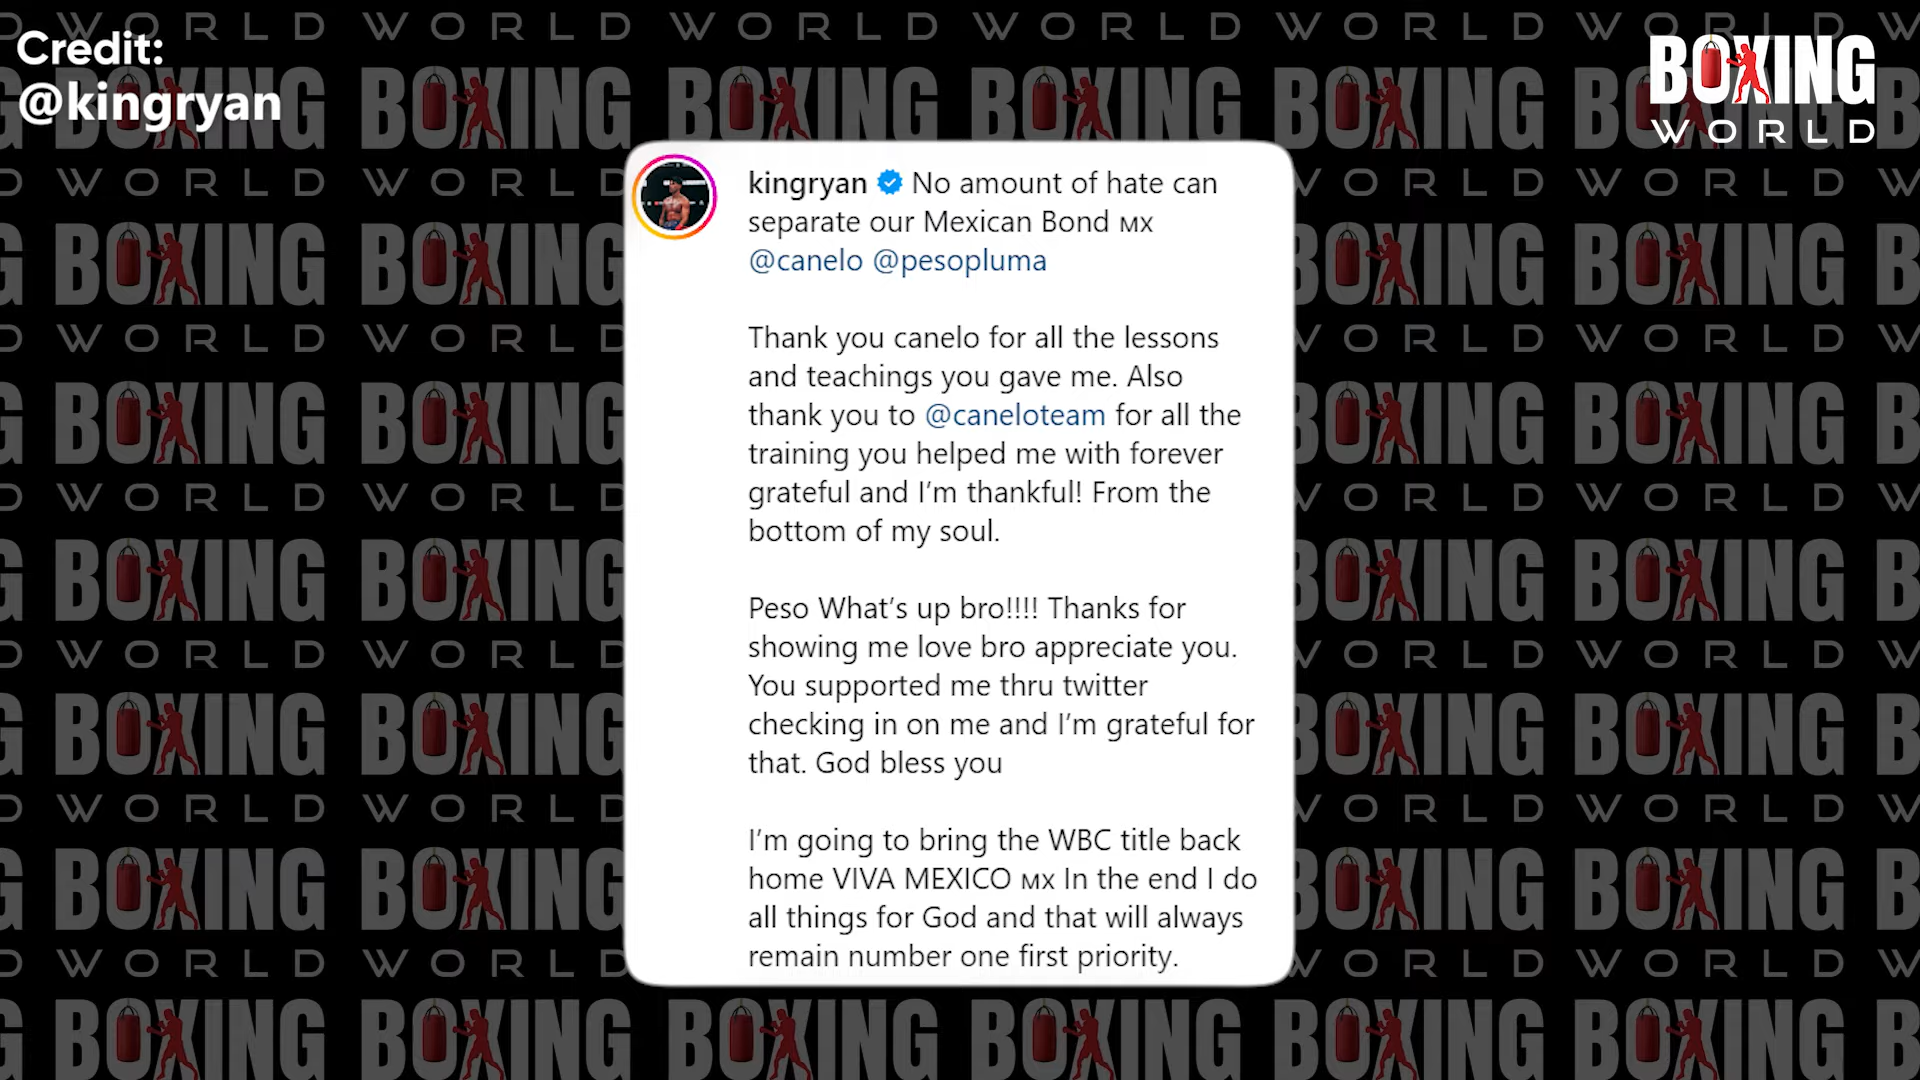 Credit:
@kingryan
BOXING
WORLD
kingryan No amount of hate can
separate our Mexican Bond MX
@canelo @pesopluma
Thank you canelo for all the lessons
and teachings you gave me. Also
thank you to @caneloteam for all the
training you helped me with forever
grateful and I’m thankful! From the
bottom of my soul.
Peso What’s up bro!!!! Thanks for
showing me love bro appreciate you.
You supported me thru twitter
checking in on me and I’m grateful for
that. God bless you
I’m going to bring the WBC title back
home VIVA MEXICO MX In the end I do
all things for God and that will always
remain number one first priority.